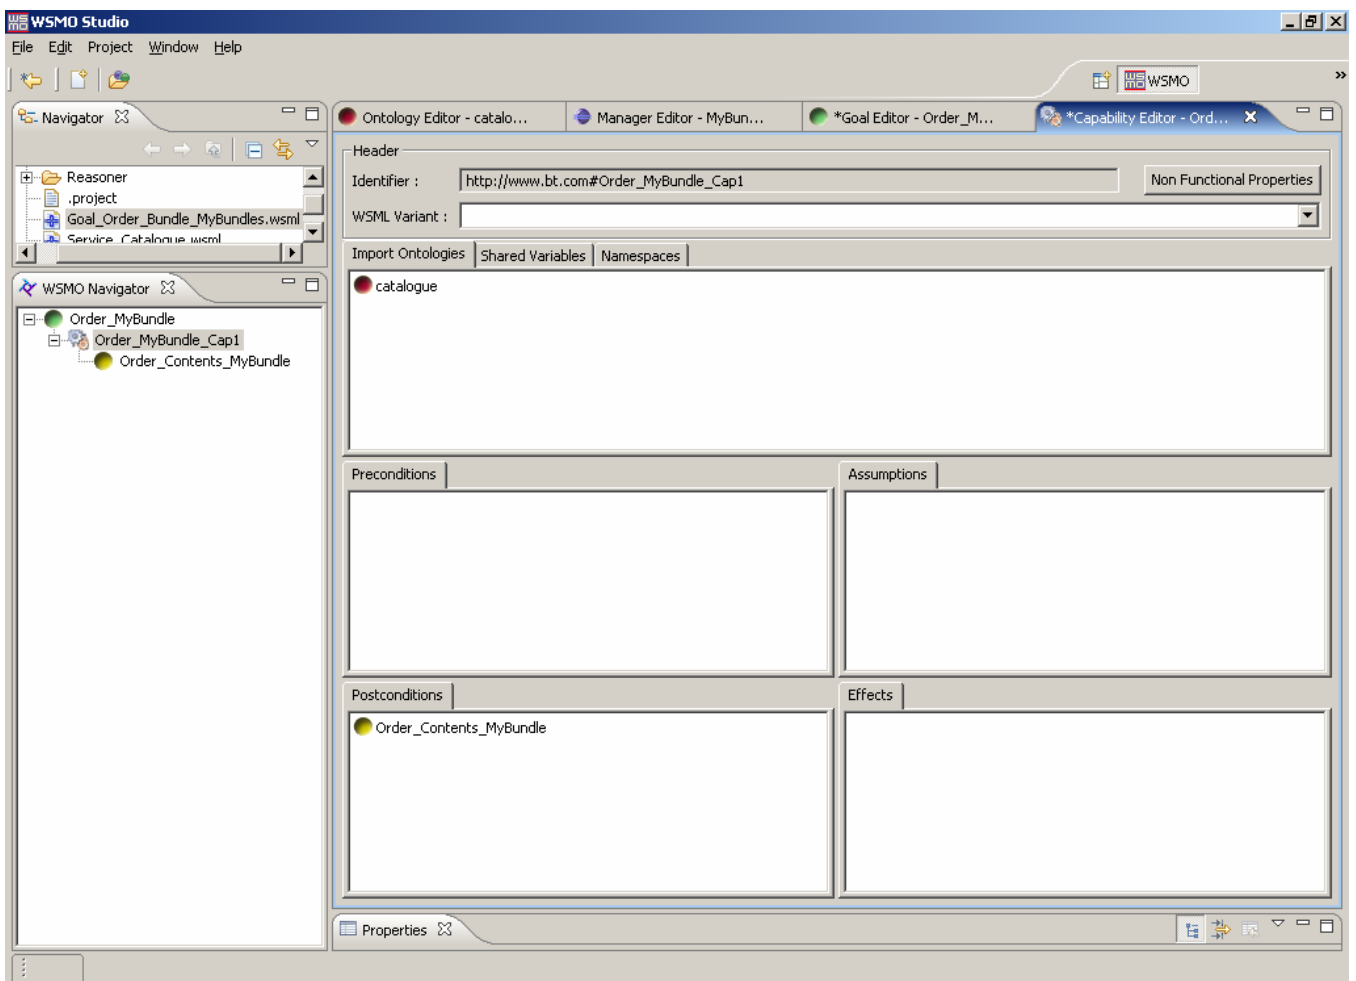 WSMO Studio
File Edit Project Window Help
WSMO
Navigator
Reasoner
.project
Goal_Order_Bundle_MyBundles.wsml
Service_Catalogue.wsml
WSMO Navigator
Order_MyBundle
Order_MyBundle_Cap1
Order_Contents_MyBundle
Ontology Editor - catalo... Manager Editor - MyBun... *Goal Editor - Order_M... *Capability Editor - Ord...
Header
Identifier : http://www.bt.com#Order_MyBundle_Cap1 Non Functional Properties
WSML Variant :
Import Ontologies Shared Variables Namespaces
catalogue
Preconditions Assumptions
Postconditions Effects
Order_Contents_MyBundle
Properties